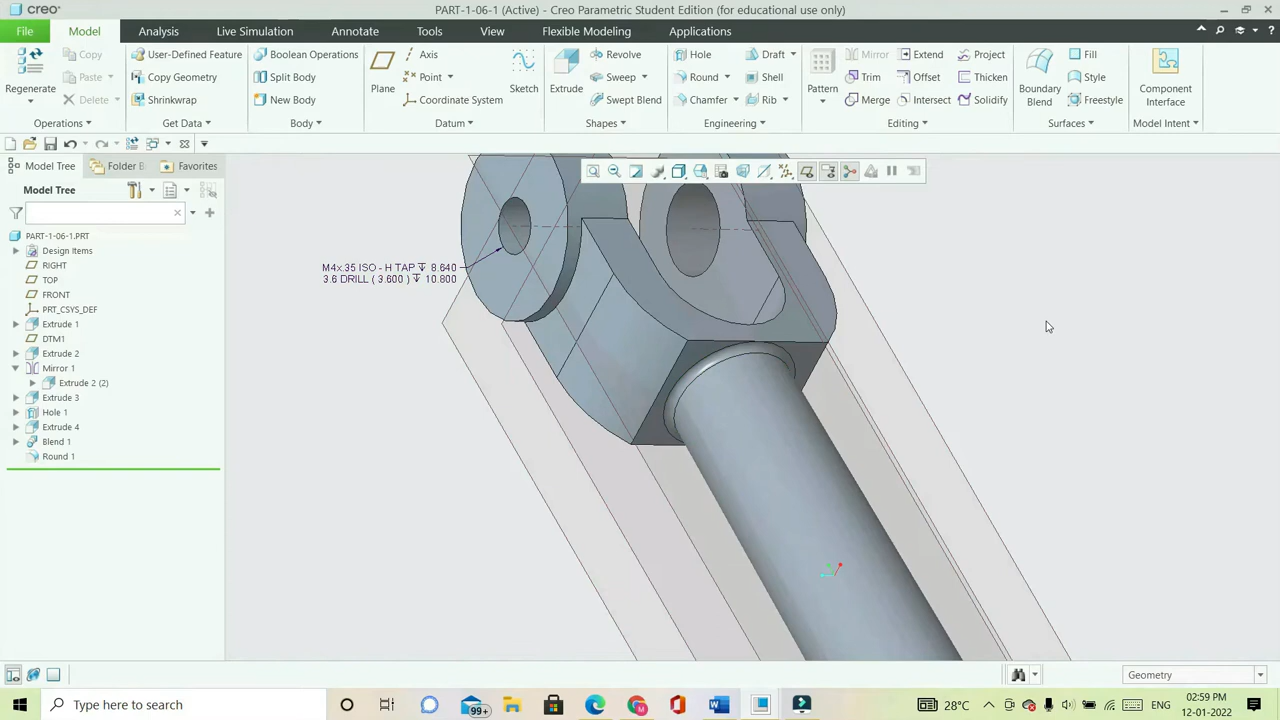 creo
PART-1-06-1 (Active) - Creo Parametric Student Edition (for educational use only)
File Model Analysis Live Simulation Annotate Tools View Flexible Modeling Applications
Regenerate
Copy
Paste
Delete
Operations
User-Defined Feature
Copy Geometry
Shrinkwrap
Get Data
Boolean Operations
Split Body
New Body
Body
Plane
Axis
Point
Coordinate System
Sketch
Datum
Extrude
Revolve
Sweep
Swept Blend
Shapes
Hole
Round
Chamfer
Draft
Shell
Rib
Engineering
Pattern
Mirror
Trim
Merge
Extend
Offset
Intersect
Project
Thicken
Solidify
Editing
Boundary
Blend
Fill
Style
Freestyle
Surfaces
Component
Interface
Model Intent
Model Tree Folder B Favorites
Model Tree
PART-1-06-1.PRT
Design Items
RIGHT
TOP
FRONT
PRT_CSYS_DEF
Extrude 1
DTM1
Extrude 2
Mirror 1
Extrude 2 (2)
Extrude 3
Hole 1
Extrude 4
Blend 1
Round 1
M4x.35 ISO - H TAP ↧ 8.640
3.6 DRILL ( 3.600 ) ↧ 10.800
Geometry
Type here to search
99+
28°C
ENG
02:59 PM
12-01-2022